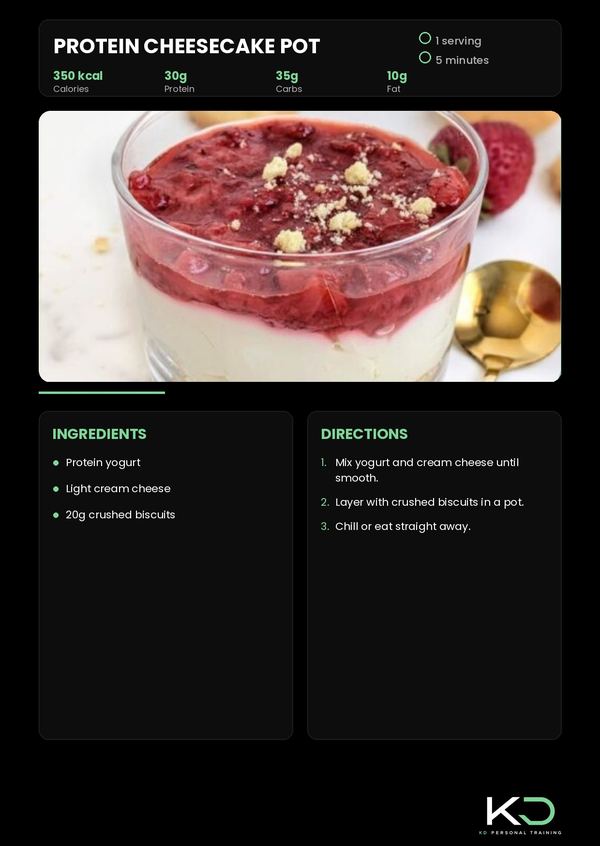 PROTEIN CHEESECAKE POT
1 serving
5 minutes
350 kcal
Calories
30g
Protein
35g
Carbs
10g
Fat
INGREDIENTS
Protein yogurt
Light cream cheese
20g crushed biscuits
DIRECTIONS
1. Mix yogurt and cream cheese until
smooth.
2. Layer with crushed biscuits in a pot.
3. Chill or eat straight away.
KD
KD PERSONAL TRAINING